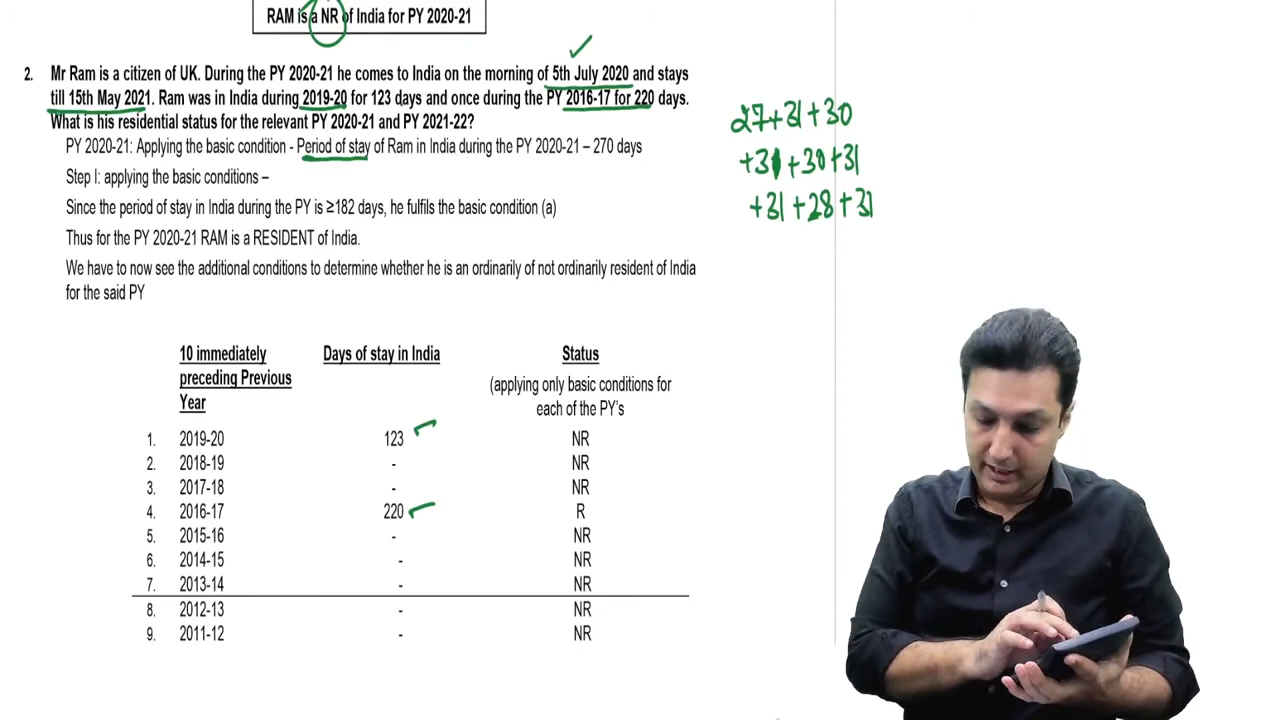 RAM is a NR of India for PY 2020-21
2. Mr Ram is a citizen of UK. During the PY 2020-21 he comes to India on the morning of 5th July 2020 and stays
till 15th May 2021. Ram was in India during 2019-20 for 123 days and once during the PY 2016-17 for 220 days.
What is his residential status for the relevant PY 2020-21 and PY 2021-22?
PY 2020-21: Applying the basic condition - Period of stay of Ram in India during the PY 2020-21 – 270 days
Step I: applying the basic conditions –
Since the period of stay in India during the PY is ≥182 days, he fulfils the basic condition (a)
Thus for the PY 2020-21 RAM is a RESIDENT of India.
We have to now see the additional conditions to determine whether he is an ordinarily of not ordinarily resident of India
for the said PY
27+31+30
+31+30+31
+31+28+31
10 immediately
preceding Previous
Year
Days of stay in India
Status
(applying only basic conditions for
each of the PY's
1. 2019-20 123 NR
2. 2018-19 - NR
3. 2017-18 - NR
4. 2016-17 220 R
5. 2015-16 - NR
6. 2014-15 - NR
7. 2013-14 - NR
8. 2012-13 - NR
9. 2011-12 - NR